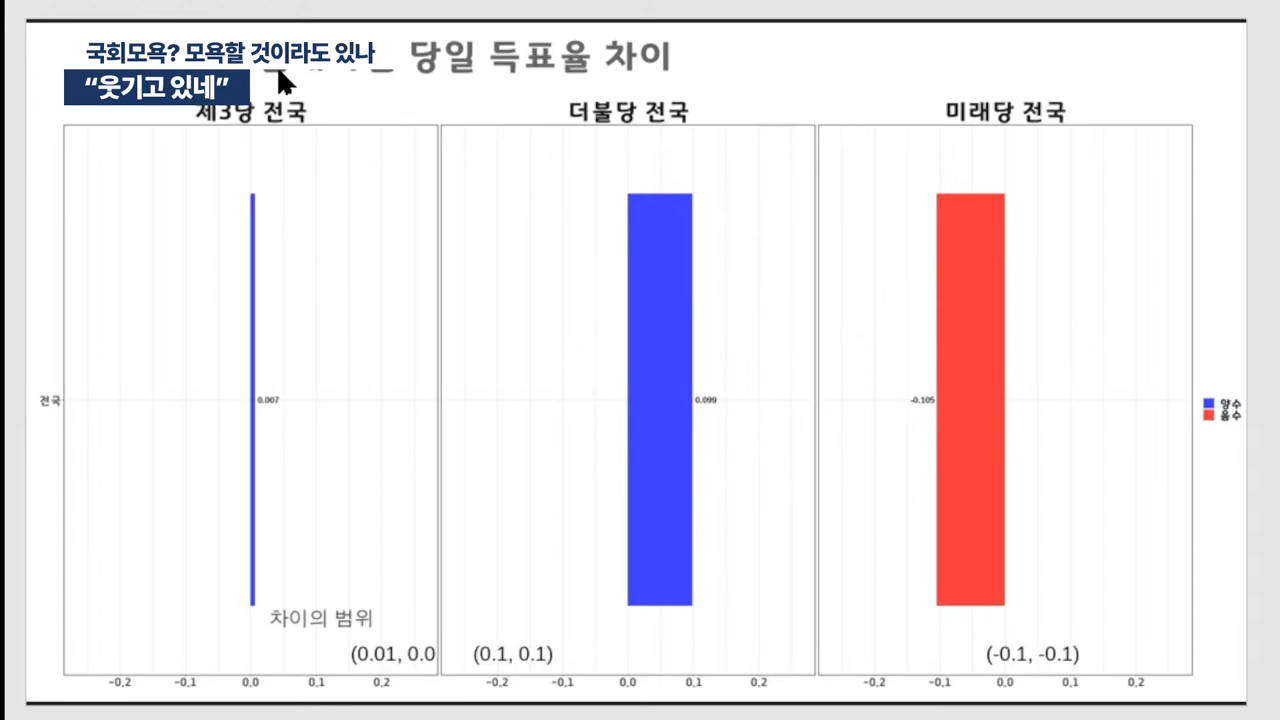 국회모욕? 모욕할 것이라도 있나
당일 득표율 차이
“웃기고 있네”
제3당 전국
더불당 전국
미래당 전국
전국
0.007
0.099
-0.105
양수
음수
차이의 범위
(0.01, 0.0
(0.1, 0.1)
(-0.1, -0.1)
-0.2 -0.1 0.0 0.1 0.2
-0.2 -0.1 0.0 0.1 0.2
-0.2 -0.1 0.0 0.1 0.2